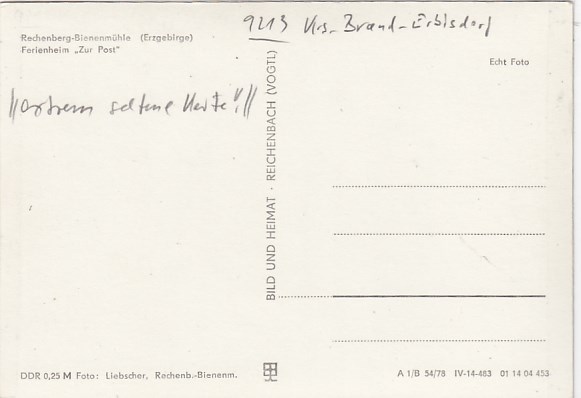 9213 Krs. Brand-Erbisdorf
Rechenberg-Bienenmühle (Erzgebirge)
Ferienheim „Zur Post"
Echt Foto
//extrem seltene Karte!!//
BILD UND HEIMAT · REICHENBACH (VOGTL)
DDR 0,25 M Foto: Liebscher, Rechenb.-Bienenm.
A 1/B 54/78 IV-14-483 01 14 04 453